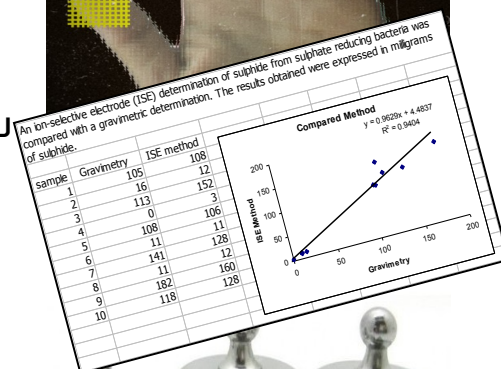 An ion-selective electrode (ISE) determination of sulphide from sulphate reducing bacteria was
compared with a gravimetric determination. The results obtained were expressed in milligrams
of sulphide.
sample Gravimetry ISE method
1 105 108
2 16 12
3 113 152
4 0 3
5 108 106
6 11 11
7 141 128
8 11 12
9 182 160
10 118 128
Compared Method
y = 0.9629x + 4.4837
R² = 0.9404
ISE Method
200
150
100
50
0
0 50 100 150 200
Gravimetry